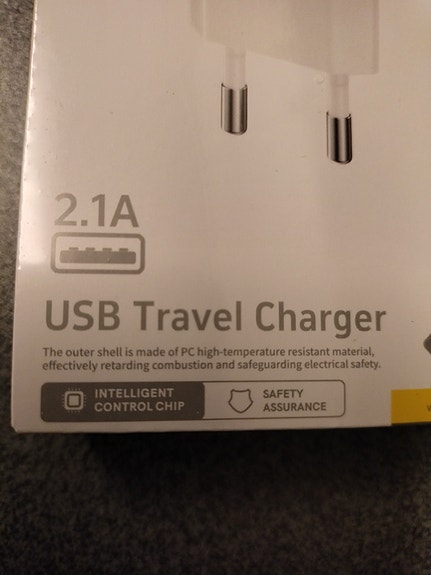 2.1A
USB Travel Charger
The outer shell is made of PC high-temperature resistant material,
effectively retarding combustion and safeguarding electrical safety.
INTELLIGENT
CONTROL CHIP
SAFETY
ASSURANCE